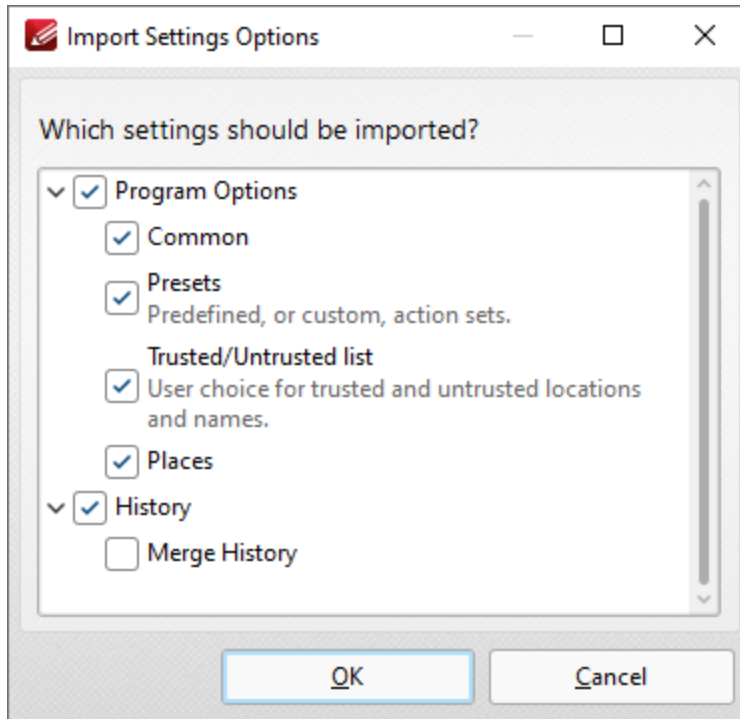 Import Settings Options
Which settings should be imported?
Program Options
Common
Presets
Predefined, or custom, action sets.
Trusted/Untrusted list
User choice for trusted and untrusted locations
and names.
Places
History
Merge History
OK
Cancel